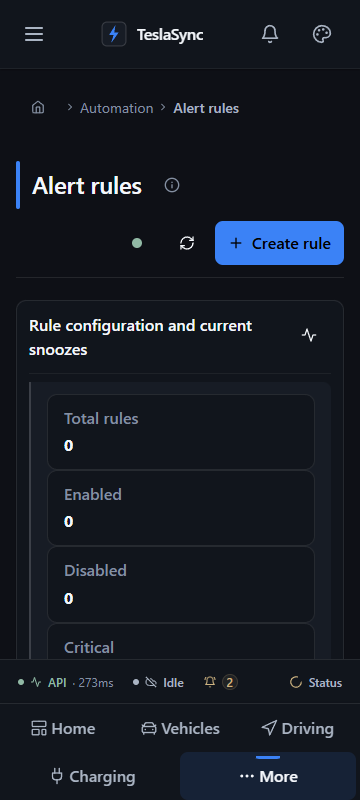 TeslaSync
Automation
Alert rules
Alert rules
Create rule
Rule configuration and current
snoozes
Total rules
0
Enabled
0
Disabled
0
Critical
API · 273ms
Idle
2
Status
Home
Vehicles
Driving
Charging
More